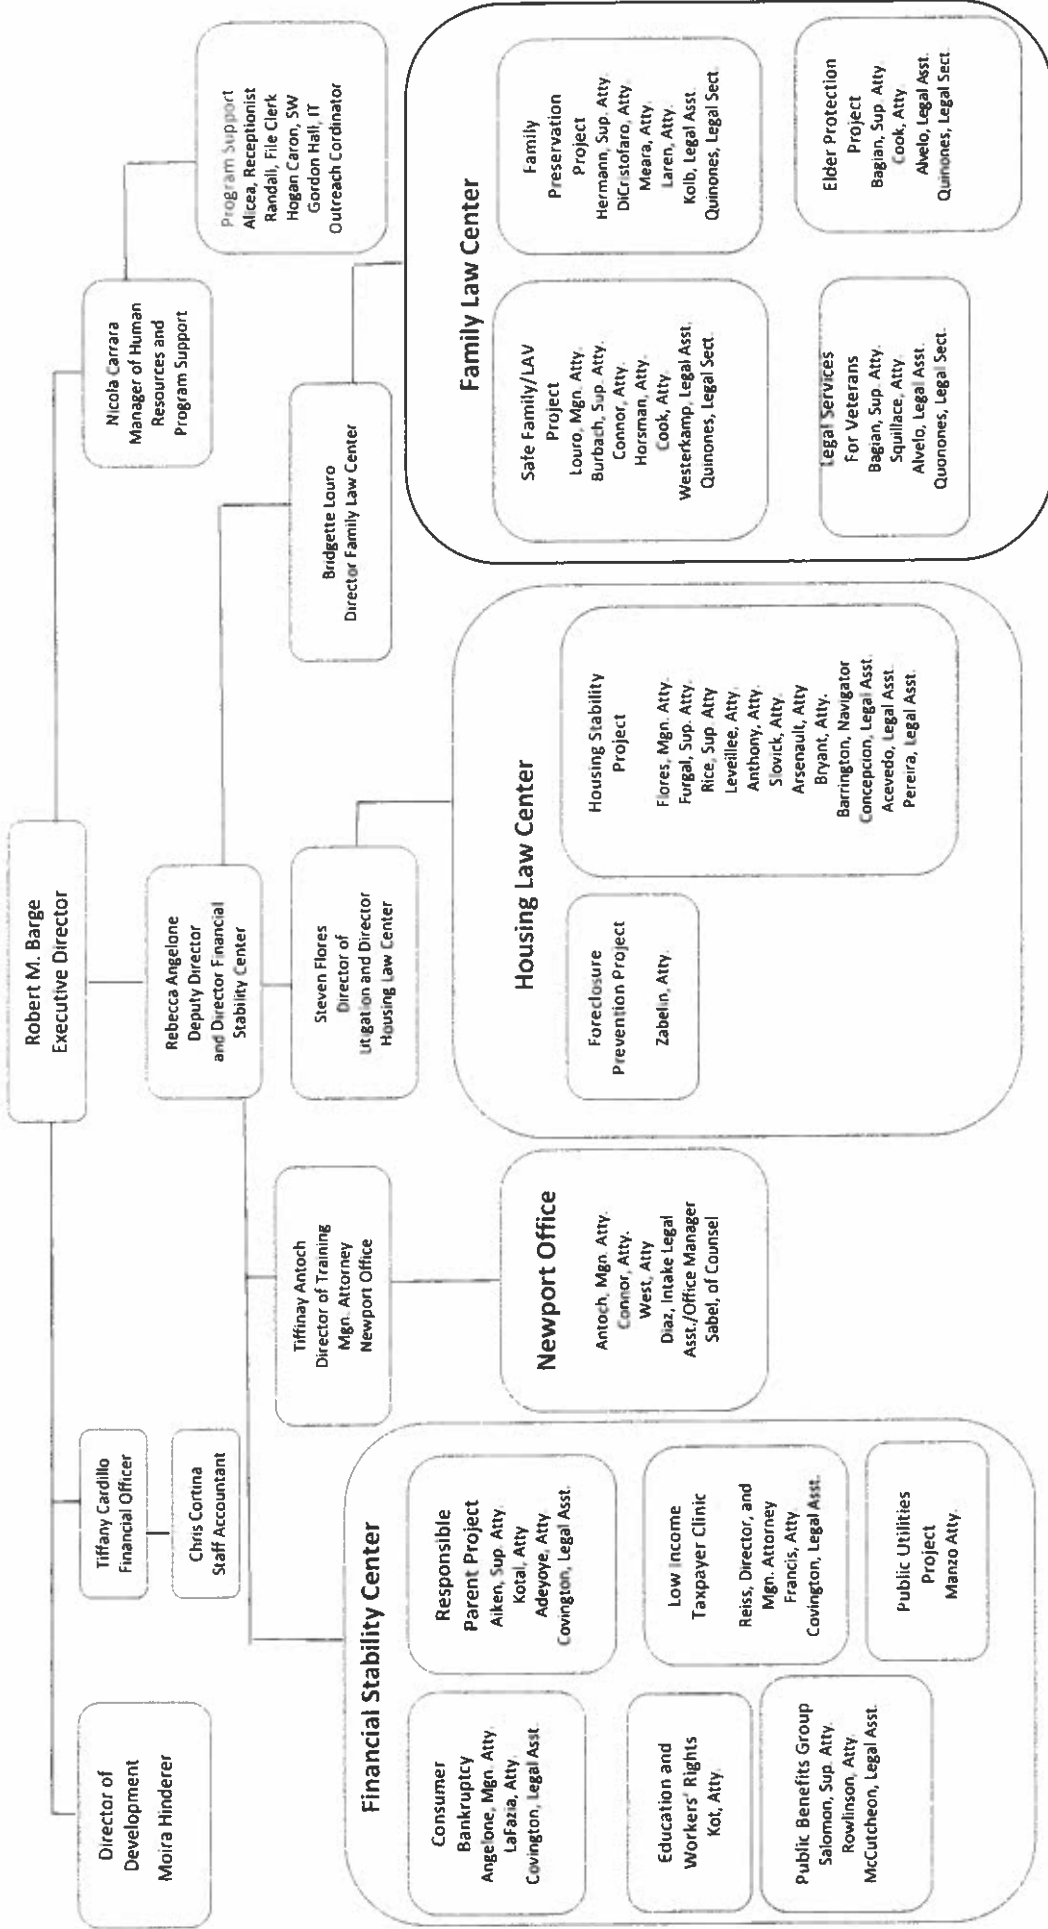 Robert M. Barge
Executive Director
Director of
Development
Moira Hinderer
Tiffany Cardillo
Financial Officer
Chris Cortina
Staff Accountant
Rebecca Angelone
Deputy Director
and Director Financial
Stability Center
Nicola Carrara
Manager of Human
Resources and
Program Support
Program Support
Alicea, Receptionist
Randall, File Clerk
Hogan Caron, SW
Gordon Hall, IT
Outreach Cordinator
Tiffinay Antoch
Director of Training
Mgn. Attorney
Newport Office
Steven Flores
Director of
Litigation and Director
Housing Law Center
Bridgette Louro
Director Family Law Center
Financial Stability Center
Consumer
Bankruptcy
Angelone, Mgn. Atty.
LaFazia, Atty.
Covington, Legal Asst.
Responsible
Parent Project
Aiken, Sup. Atty.
Kotal, Atty
Adeyoye, Atty.
Covington, Legal Asst.
Education and
Workers' Rights
Kot, Atty.
Low Income
Taxpayer Clinic
Reiss, Director, and
Mgn. Attorney
Francis, Atty.
Covington, Legal Asst.
Public Benefits Group
Salomon, Sup. Atty.
Rowlinson, Atty.
McCutcheon, Legal Asst.
Public Utilities
Project
Manzo Atty.
Newport Office
Antoch, Mgn. Atty.
Connor, Atty.
West, Atty
Diaz, Intake Legal
Asst./Office Manager
Sabel, of Counsel
Housing Law Center
Foreclosure
Prevention Project
Zabelin, Atty.
Housing Stability
Project
Flores, Mgn. Atty.
Furgal, Sup. Atty.
Rice, Sup. Atty
Leveillee, Atty.
Anthony, Atty.
Slovick, Atty.
Arsenault, Atty
Bryant, Atty.
Barrington, Navigator
Concepcion, Legal Asst.
Acevedo, Legal Asst.
Pereira, Legal Asst.
Family Law Center
Safe Family/LAV
Project
Louro, Mgn. Atty.
Burbach, Sup. Atty.
Connor, Atty.
Horsman, Atty.
Cook, Atty.
Westerkamp, Legal Asst.
Quinones, Legal Sect.
Family
Preservation
Project
Hermann, Sup. Atty.
DiCristofaro, Atty.
Meara, Atty.
Laren, Atty.
Kolb, Legal Asst.
Quinones, Legal Sect.
Legal Services
For Veterans
Bagian, Sup. Atty.
Squillace, Atty.
Alvelo, Legal Asst.
Quonones, Legal Sect.
Elder Protection
Project
Bagian, Sup. Atty.
Cook, Atty.
Alvelo, Legal Asst.
Quinones, Legal Sect.